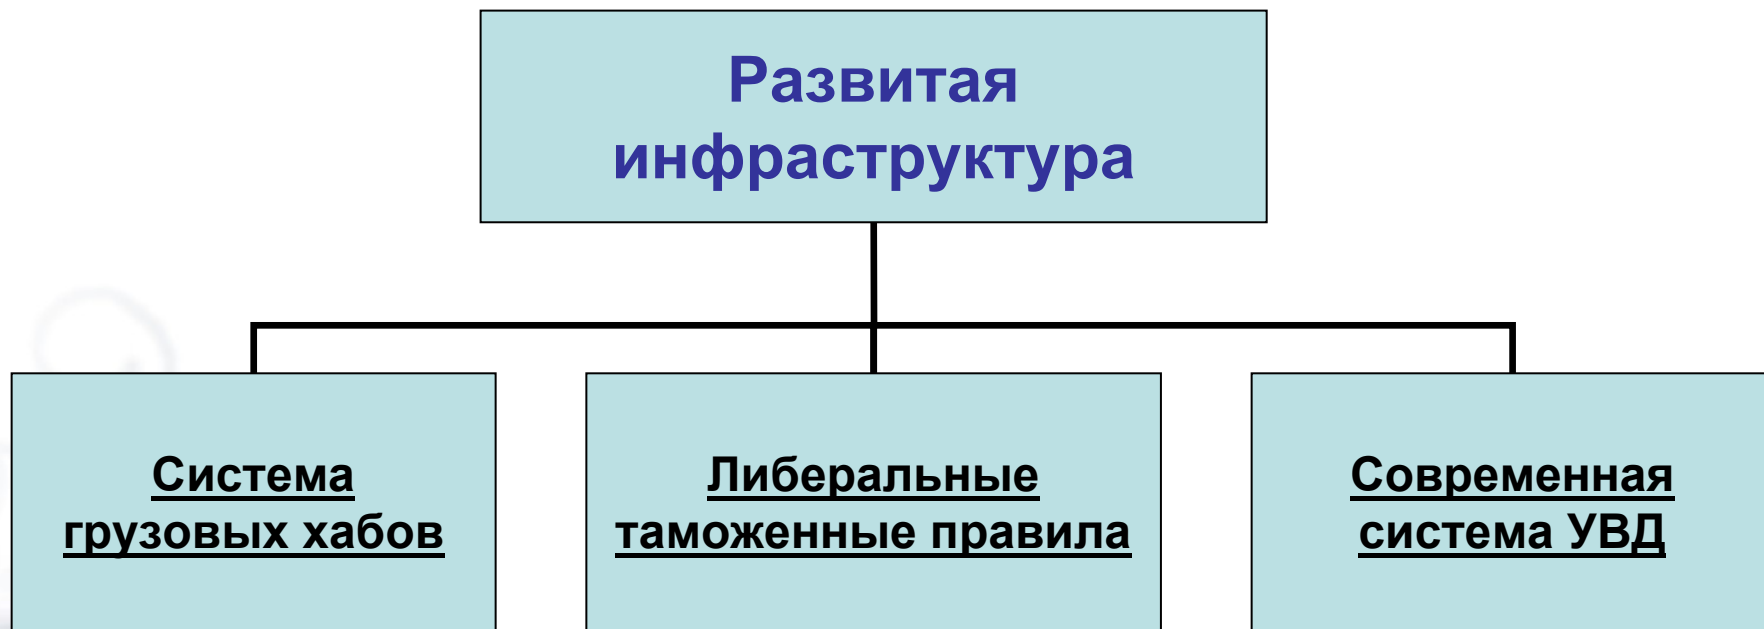 Развитая
инфраструктура
Система
грузовых хабов
Либеральные
таможенные правила
Современная
система УВД